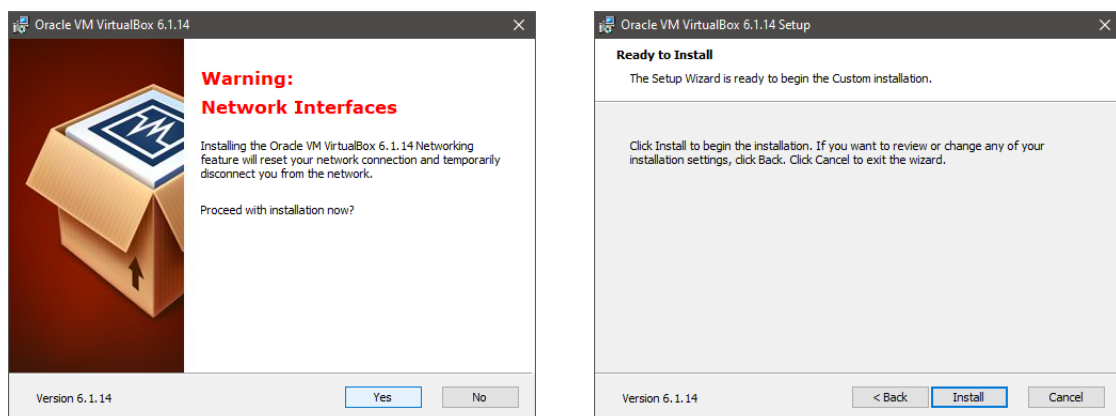 Oracle VM VirtualBox 6.1.14
Warning:
Network Interfaces
Installing the Oracle VM VirtualBox 6.1.14 Networking
feature will reset your network connection and temporarily
disconnect you from the network.
Proceed with installation now?
Version 6.1.14
Yes
No
Oracle VM VirtualBox 6.1.14 Setup
Ready to Install
The Setup Wizard is ready to begin the Custom installation.
Click Install to begin the installation. If you want to review or change any of your
installation settings, click Back. Click Cancel to exit the wizard.
Version 6.1.14
< Back
Install
Cancel